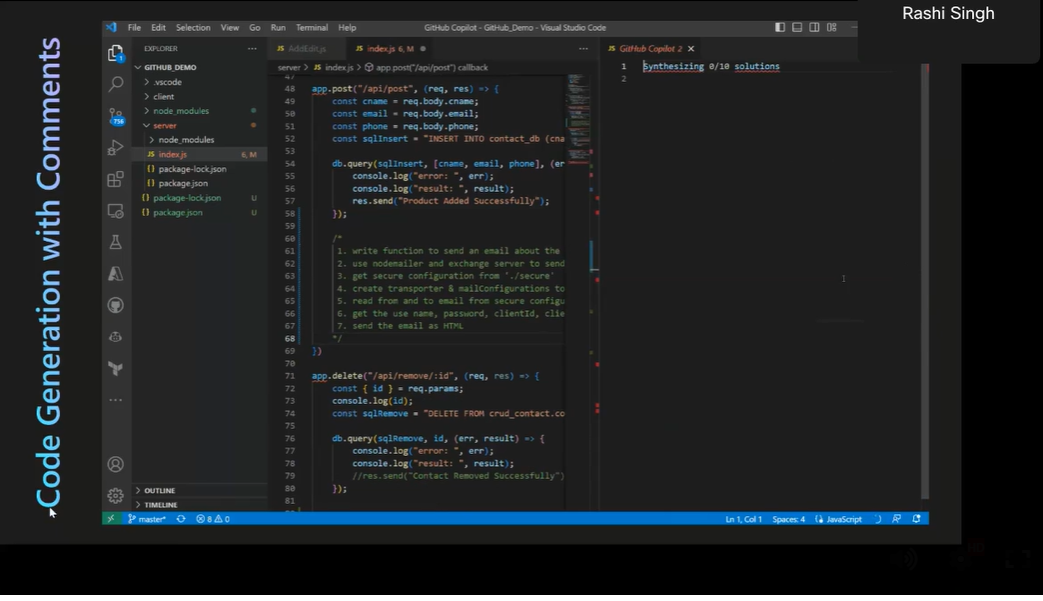 Rashi Singh
Code Generation with Comments
File Edit Selection View Go Run Terminal Help
GitHub Copilot - GitHub_Demo - Visual Studio Code
EXPLORER
GITHUB_DEMO
.vscode
client
node_modules
server
node_modules
index.js 6, M
package-lock.json
package.json
package-lock.json U
package.json U
OUTLINE
TIMELINE
AddEdit.js
index.js 6, M
server > index.js > app.post("/api/post") callback
47
48 app.post("/api/post", (req, res) => {
49 const cname = req.body.cname;
50 const email = req.body.email;
51 const phone = req.body.phone;
52 const sqlInsert = "INSERT INTO contact_db (cna
53
54 db.query(sqlInsert, [cname, email, phone], (er
55 console.log("error: ", err);
56 console.log("result: ", result);
57 res.send("Product Added Successfully");
58 });
59
60 /*
61 1. write function to send an email about the
62 2. use nodemailer and exchange server to send
63 3. get secure configuration from './secure'
64 4. create transporter & mailConfigurations to
65 5. read from and to email from secure configu
66 6. get the use name, password, clientId, clie
67 7. send the email as HTML
68 */
69 })
70
71 app.delete("/api/remove/:id", (req, res) => {
72 const { id } = req.params;
73 console.log(id);
74 const sqlRemove = "DELETE FROM crud_contact.co
75
76 db.query(sqlRemove, id, (err, result) => {
77 console.log("error: ", err);
78 console.log("result: ", result);
79 //res.send("Contact Removed Successfully")
80 });
81
GitHub Copilot 2
1 Synthesizing 0/10 solutions
2
1
756
master* 8 0
Ln 1, Col 1 Spaces: 4 JavaScript